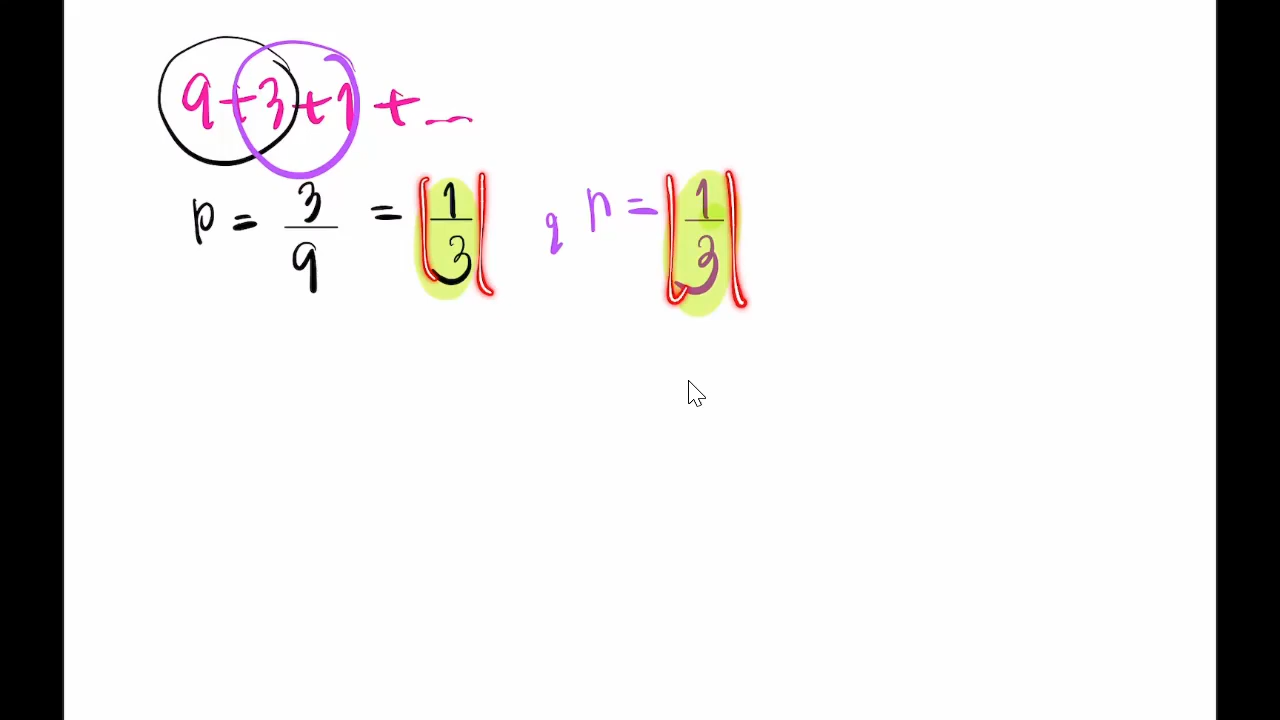 9+3+1+...
r = 3/9 = |1/3| , r = |1/3|